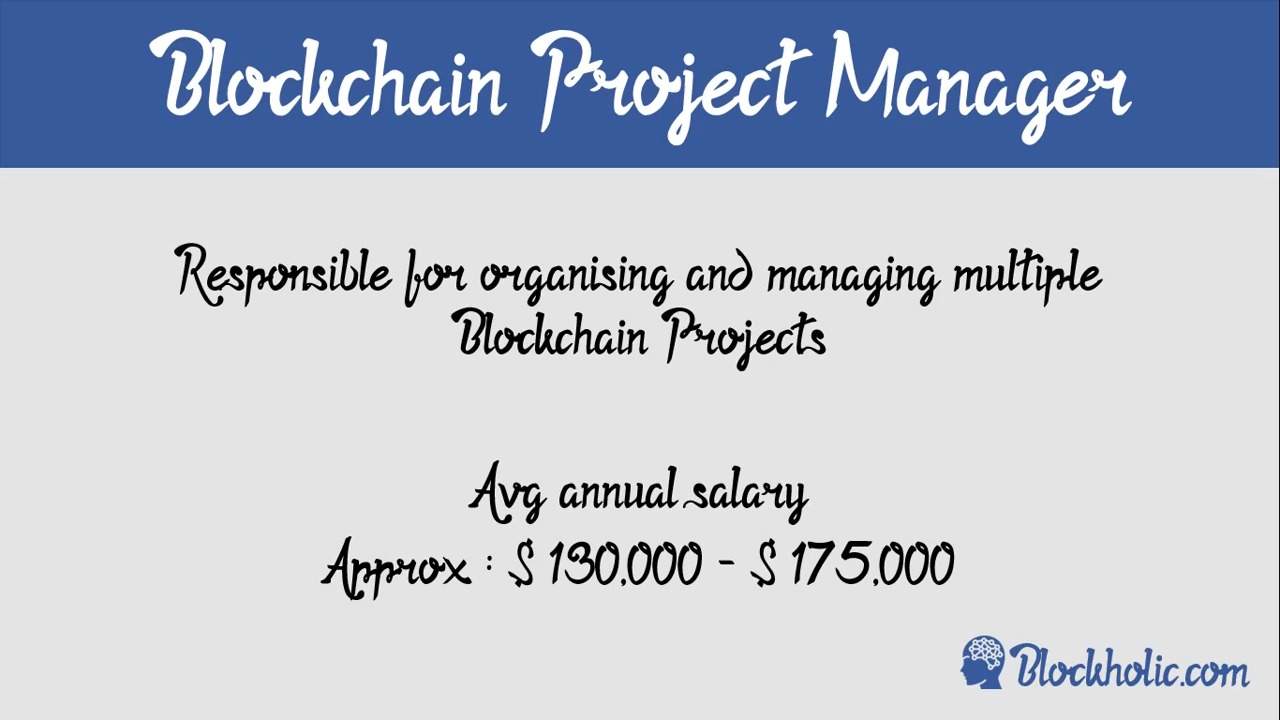 Blockchain Project Manager
Responsible for organising and managing multiple
Blockchain Projects
Avg annual salary
Approx : $ 130,000 - $ 175,000
Blockholic.com